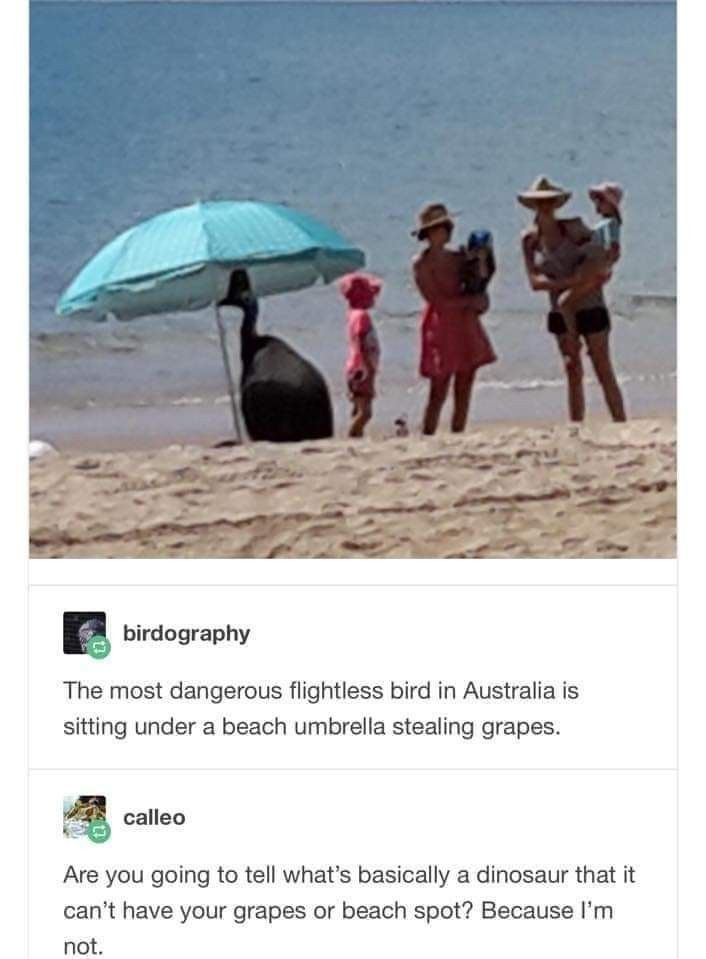 birdography
The most dangerous flightless bird in Australia is
sitting under a beach umbrella stealing grapes.
calleo
Are you going to tell what’s basically a dinosaur that it
can’t have your grapes or beach spot? Because I’m
not.